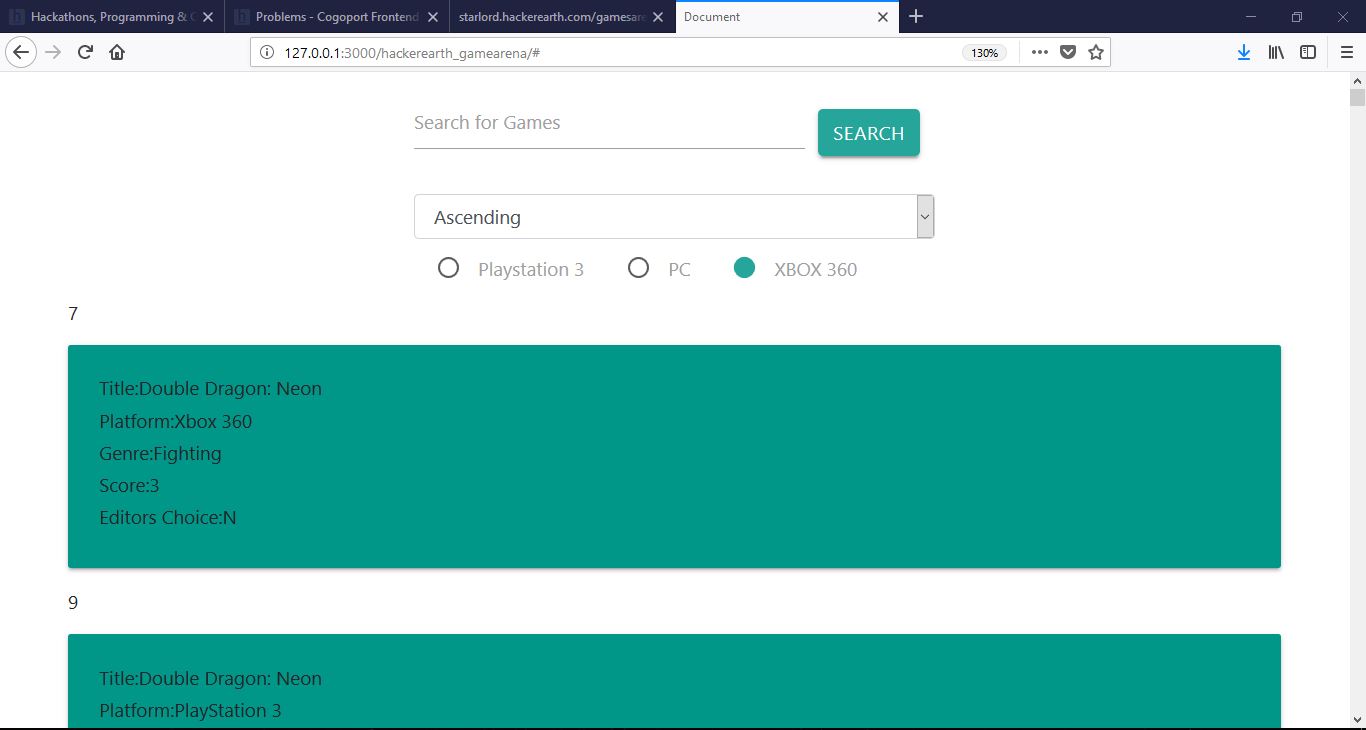 Hackathons, Programming & C
Problems - Cogoport Frontend
starlord.hackerearth.com/gamesare
Document
127.0.0.1:3000/hackerearth_gamearena/#
130%
Search for Games
SEARCH
Ascending
Playstation 3
PC
XBOX 360
7
Title:Double Dragon: Neon
Platform:Xbox 360
Genre:Fighting
Score:3
Editors Choice:N
9
Title:Double Dragon: Neon
Platform:PlayStation 3